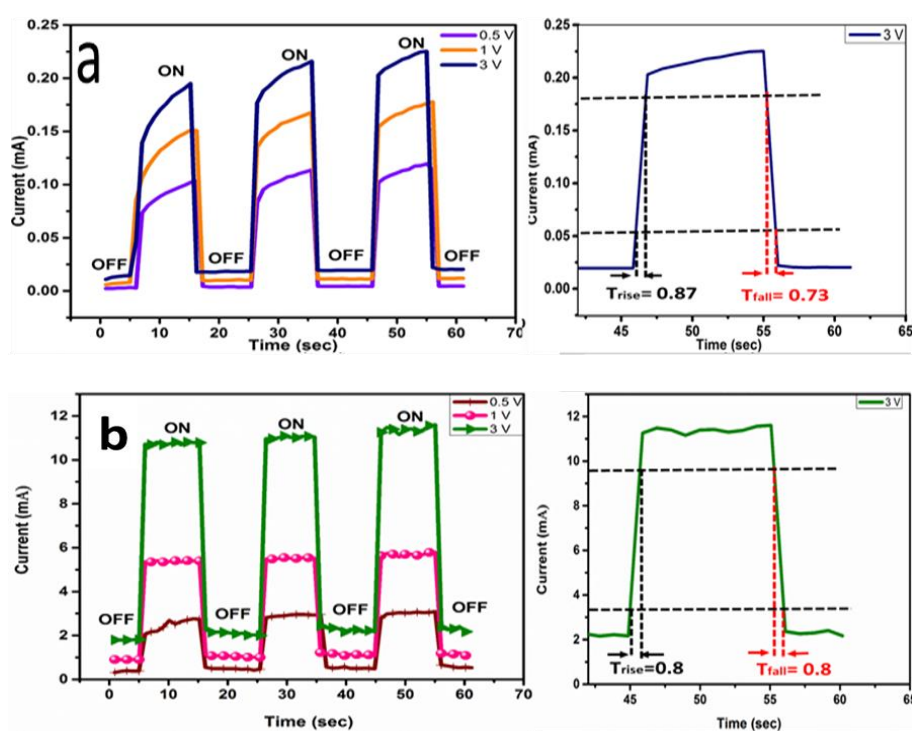 a
0.25
0.20
0.15
0.10
0.05
0.00
Current (mA)
OFF
ON
OFF
ON
OFF
ON
OFF
0.5 V
1 V
3 V
0 10 20 30 40 50 60 70
Time (sec)
0.25
0.20
0.15
0.10
0.05
0.00
Current (mA)
3 V
Trise= 0.87
Tfall= 0.73
45 50 55 60 65
Time (sec)
b
12
10
8
6
4
2
0
Current (mA)
OFF
ON
OFF
ON
OFF
ON
OFF
0.5 V
1 V
3 V
0 10 20 30 40 50 60 70
Time (sec)
12
10
8
6
4
2
0
Current (mA)
3 V
Trise=0.8
Tfall= 0.8
45 50 55 60 65
Time (sec)